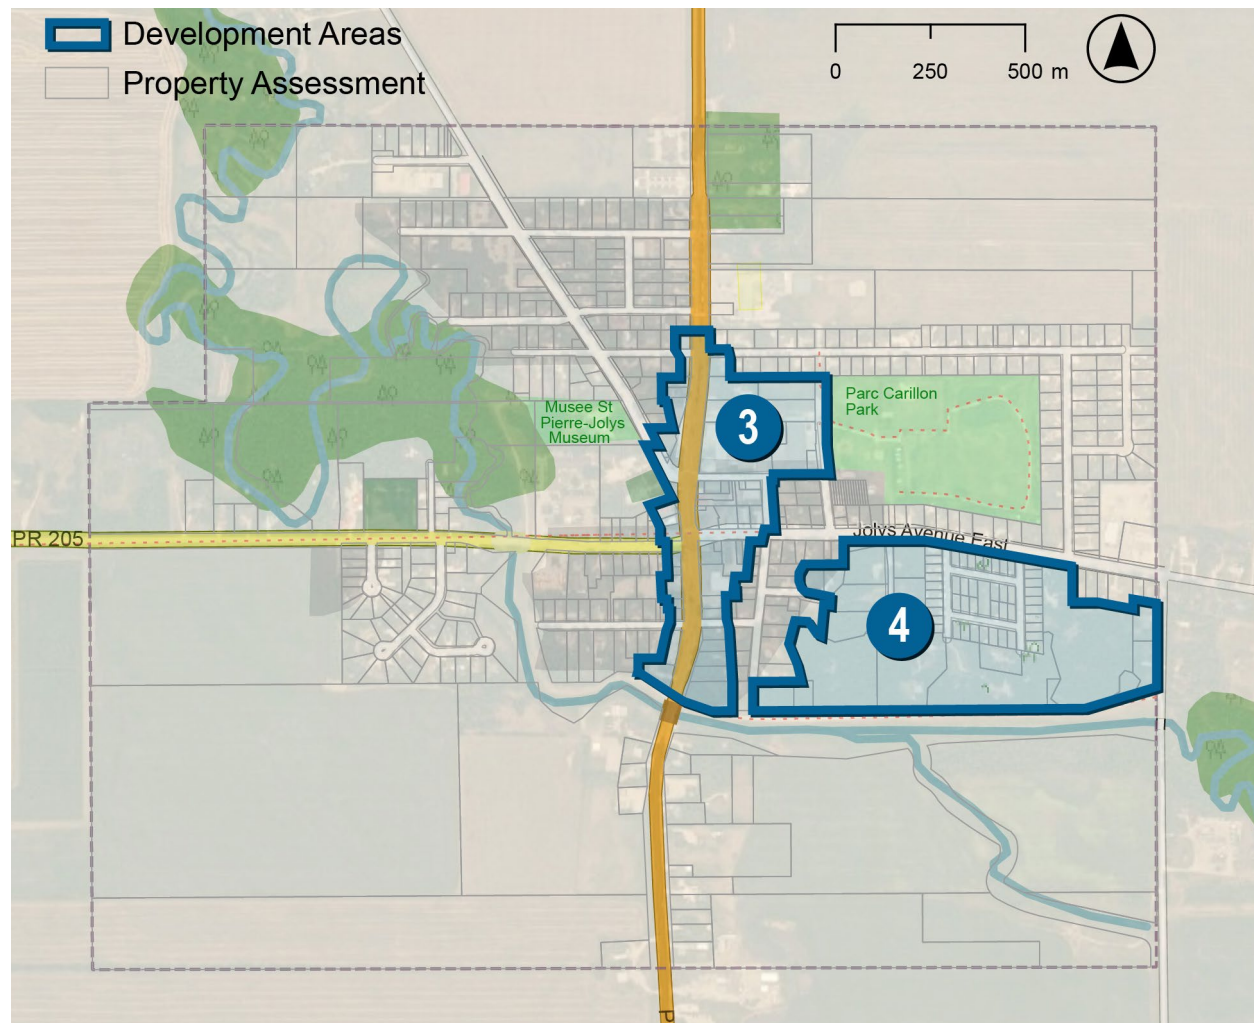 Development Areas
Property Assessment
0 250 500 m
Musee St
Pierre-Jolys
Museum
3
Parc Carillon
Park
PR 205
Jolys Avenue East
4
P